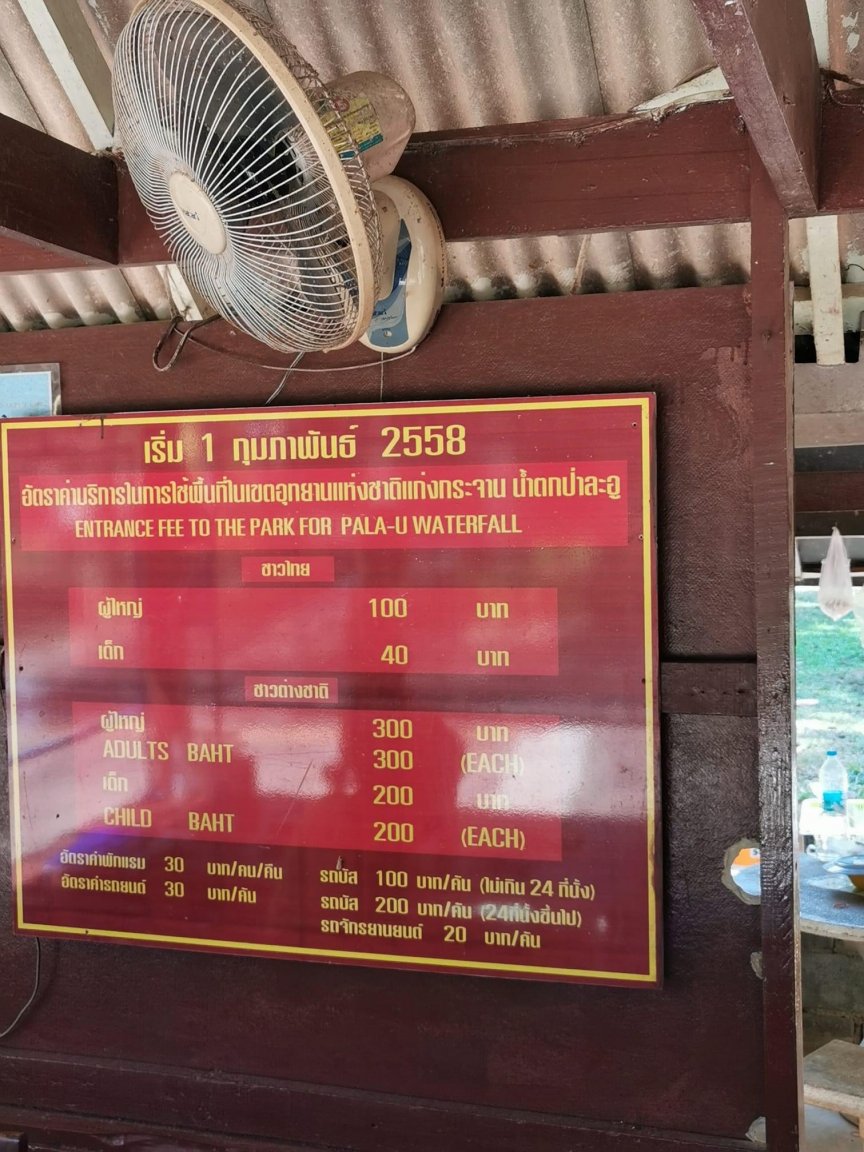 เริ่ม 1 กุมภาพันธ์ 2558
อัตราค่าบริการในการใช้พื้นที่ในเขตอุทยานแห่งชาติแก่งกระจาน น้ำตกป่าละอู
ENTRANCE FEE TO THE PARK FOR PALA-U WATERFALL
ชาวไทย
ผู้ใหญ่ 100 บาท
เด็ก 40 บาท
ชาวต่างชาติ
ผู้ใหญ่ 300 บาท
ADULTS BAHT 300 (EACH)
เด็ก 200 บาท
CHILD BAHT 200 (EACH)
อัตราค่าพักแรม 30 บาท/คน/คืน
อัตราค่ารถยนต์ 30 บาท/คัน
รถบัส 100 บาท/คัน (ไม่เกิน 24 ที่นั่ง)
รถบัส 200 บาท/คัน (24ที่นั่งขึ้นไป)
รถจักรยานยนต์ 20 บาท/คัน